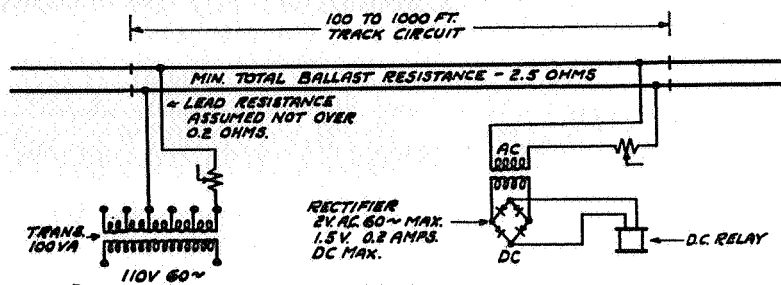 100 TO 1000 FT.
TRACK CIRCUIT
MIN. TOTAL BALLAST RESISTANCE - 2.5 OHMS
LEAD RESISTANCE
ASSUMED NOT OVER
0.2 OHMS.
AC
TRANS.
100VA
110V 60~
RECTIFIER
2V. AC. 60~ MAX.
1.5 V. 0.2 AMPS.
DC MAX.
DC
D.C. RELAY